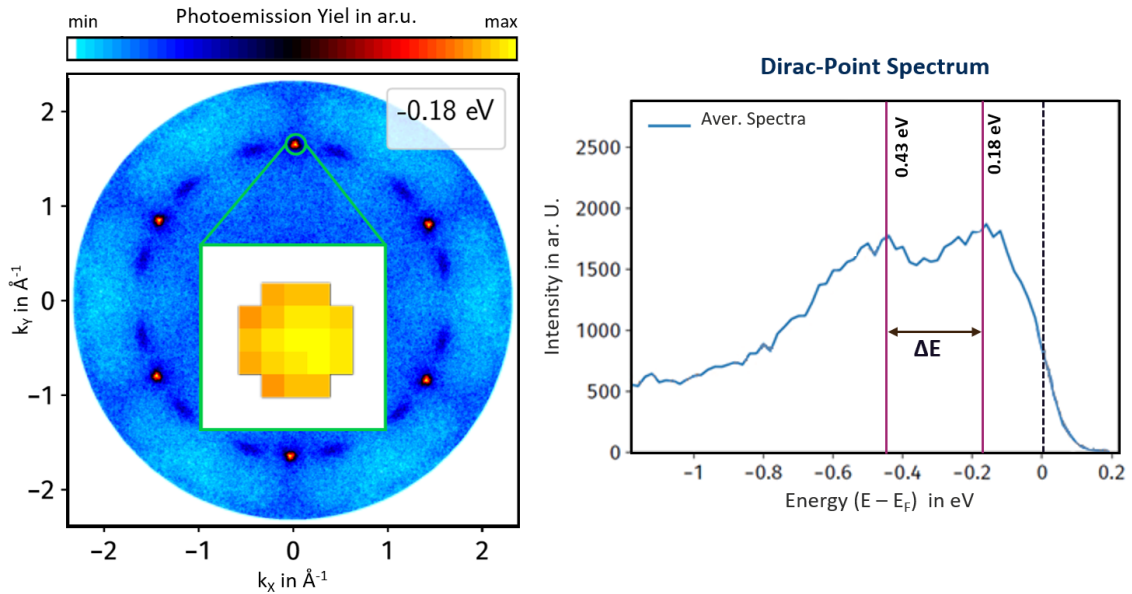 Photoemission Yiel in ar.u.
min
max
-0.18 eV
2
1
0
−1
−2
k_Y in Å⁻¹
−2
−1
0
1
2
k_X in Å⁻¹
Dirac-Point Spectrum
Aver. Spectra
0.43 eV
0.18 eV
ΔE
2500
2000
1500
1000
500
0
Intensity in ar. U.
−1
−0.8
−0.6
−0.4
−0.2
0
0.2
Energy (E – E_F) in eV